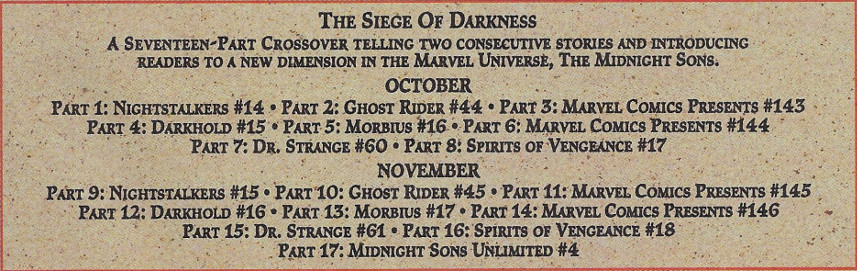 THE SIEGE OF DARKNESS
A SEVENTEEN-PART CROSSOVER TELLING TWO CONSECUTIVE STORIES AND INTRODUCING
READERS TO A NEW DIMENSION IN THE MARVEL UNIVERSE, THE MIDNIGHT SONS.
OCTOBER
PART 1: NIGHTSTALKERS #14 • PART 2: GHOST RIDER #44 • PART 3: MARVEL COMICS PRESENTS #143
PART 4: DARKHOLD #15 • PART 5: MORBIUS #16 • PART 6: MARVEL COMICS PRESENTS #144
PART 7: DR. STRANGE #60 • PART 8: SPIRITS OF VENGEANCE #17
NOVEMBER
PART 9: NIGHTSTALKERS #15 • PART 10: GHOST RIDER #45 • PART 11: MARVEL COMICS PRESENTS #145
PART 12: DARKHOLD #16 • PART 13: MORBIUS #17 • PART 14: MARVEL COMICS PRESENTS #146
PART 15: DR. STRANGE #61 • PART 16: SPIRITS OF VENGEANCE #18
PART 17: MIDNIGHT SONS UNLIMITED #4